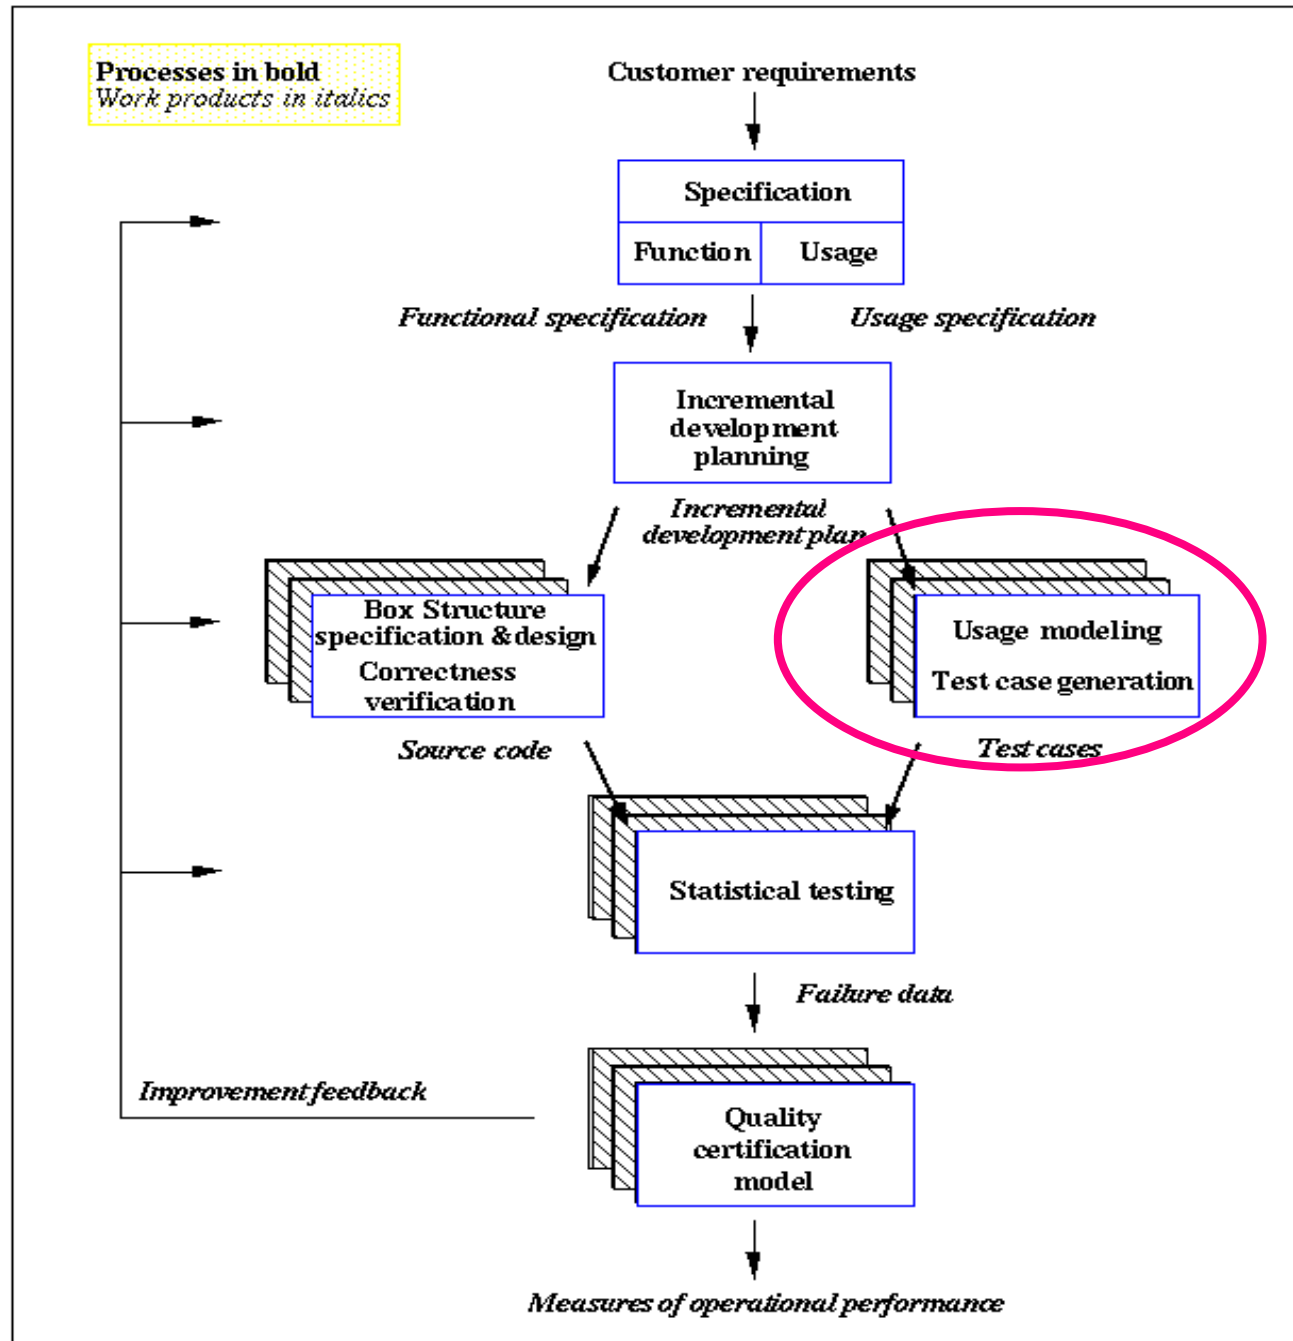 Processes in bold
Work products in italics
Customer requirements
Specification
Function
Usage
Functional specification
Usage specification
Incremental
development
planning
Incremental
development plan
Box Structure
specification & design
Correctness
verification
Usage modeling
Test case generation
Source code
Test cases
Statistical testing
Failure data
Improvement feedback
Quality
certification
model
Measures of operational performance